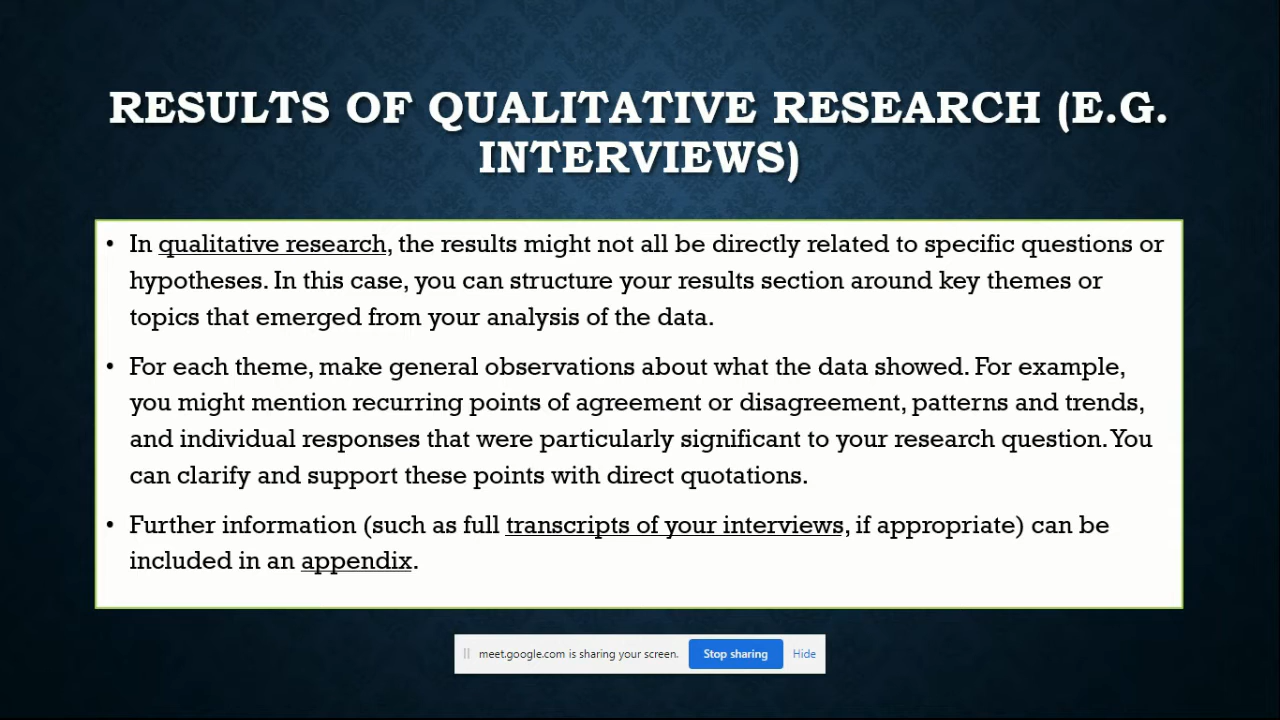 RESULTS OF QUALITATIVE RESEARCH (E.G.
INTERVIEWS)
• In qualitative research, the results might not all be directly related to specific questions or
hypotheses. In this case, you can structure your results section around key themes or
topics that emerged from your analysis of the data.
• For each theme, make general observations about what the data showed. For example,
you might mention recurring points of agreement or disagreement, patterns and trends,
and individual responses that were particularly significant to your research question. You
can clarify and support these points with direct quotations.
• Further information (such as full transcripts of your interviews, if appropriate) can be
included in an appendix.
meet.google.com is sharing your screen. Stop sharing Hide